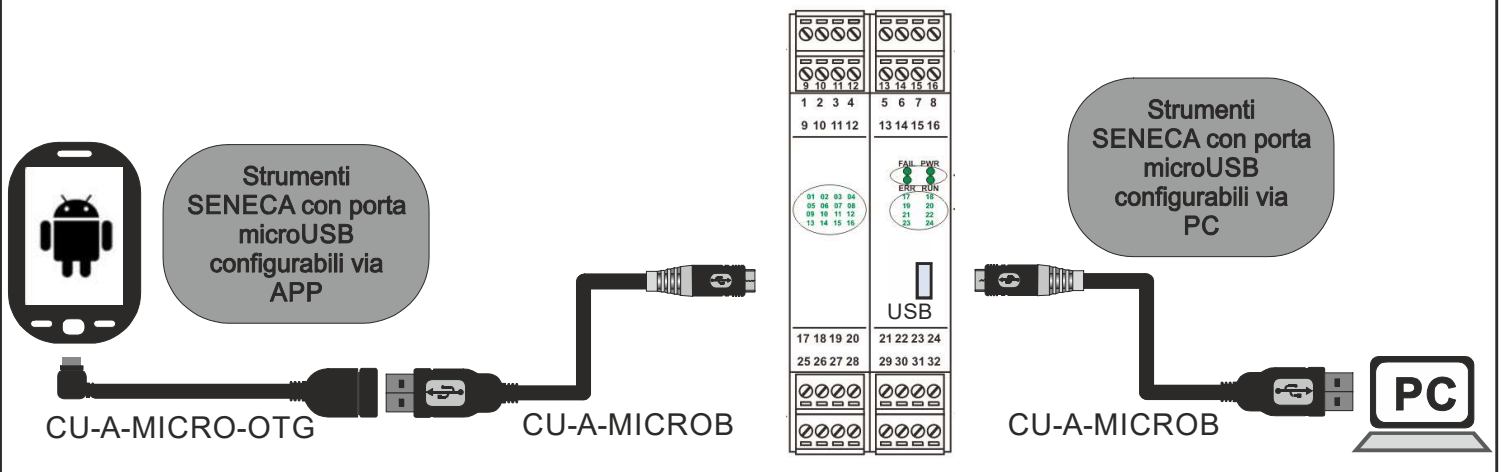 Strumenti
SENECA con porta
microUSB
configurabili via
APP
CU-A-MICRO-OTG
CU-A-MICROB
9 10 11 12
13 14 15 16
1 2 3 4
5 6 7 8
9 10 11 12
13 14 15 16
FAIL PWR
ERR RUN
01 02 03 04
05 06 07 08
09 10 11 12
13 14 15 16
17 18
19 20
21 22
23 24
USB
17 18 19 20
21 22 23 24
25 26 27 28
29 30 31 32
Strumenti
SENECA con porta
microUSB
configurabili via
PC
CU-A-MICROB
PC